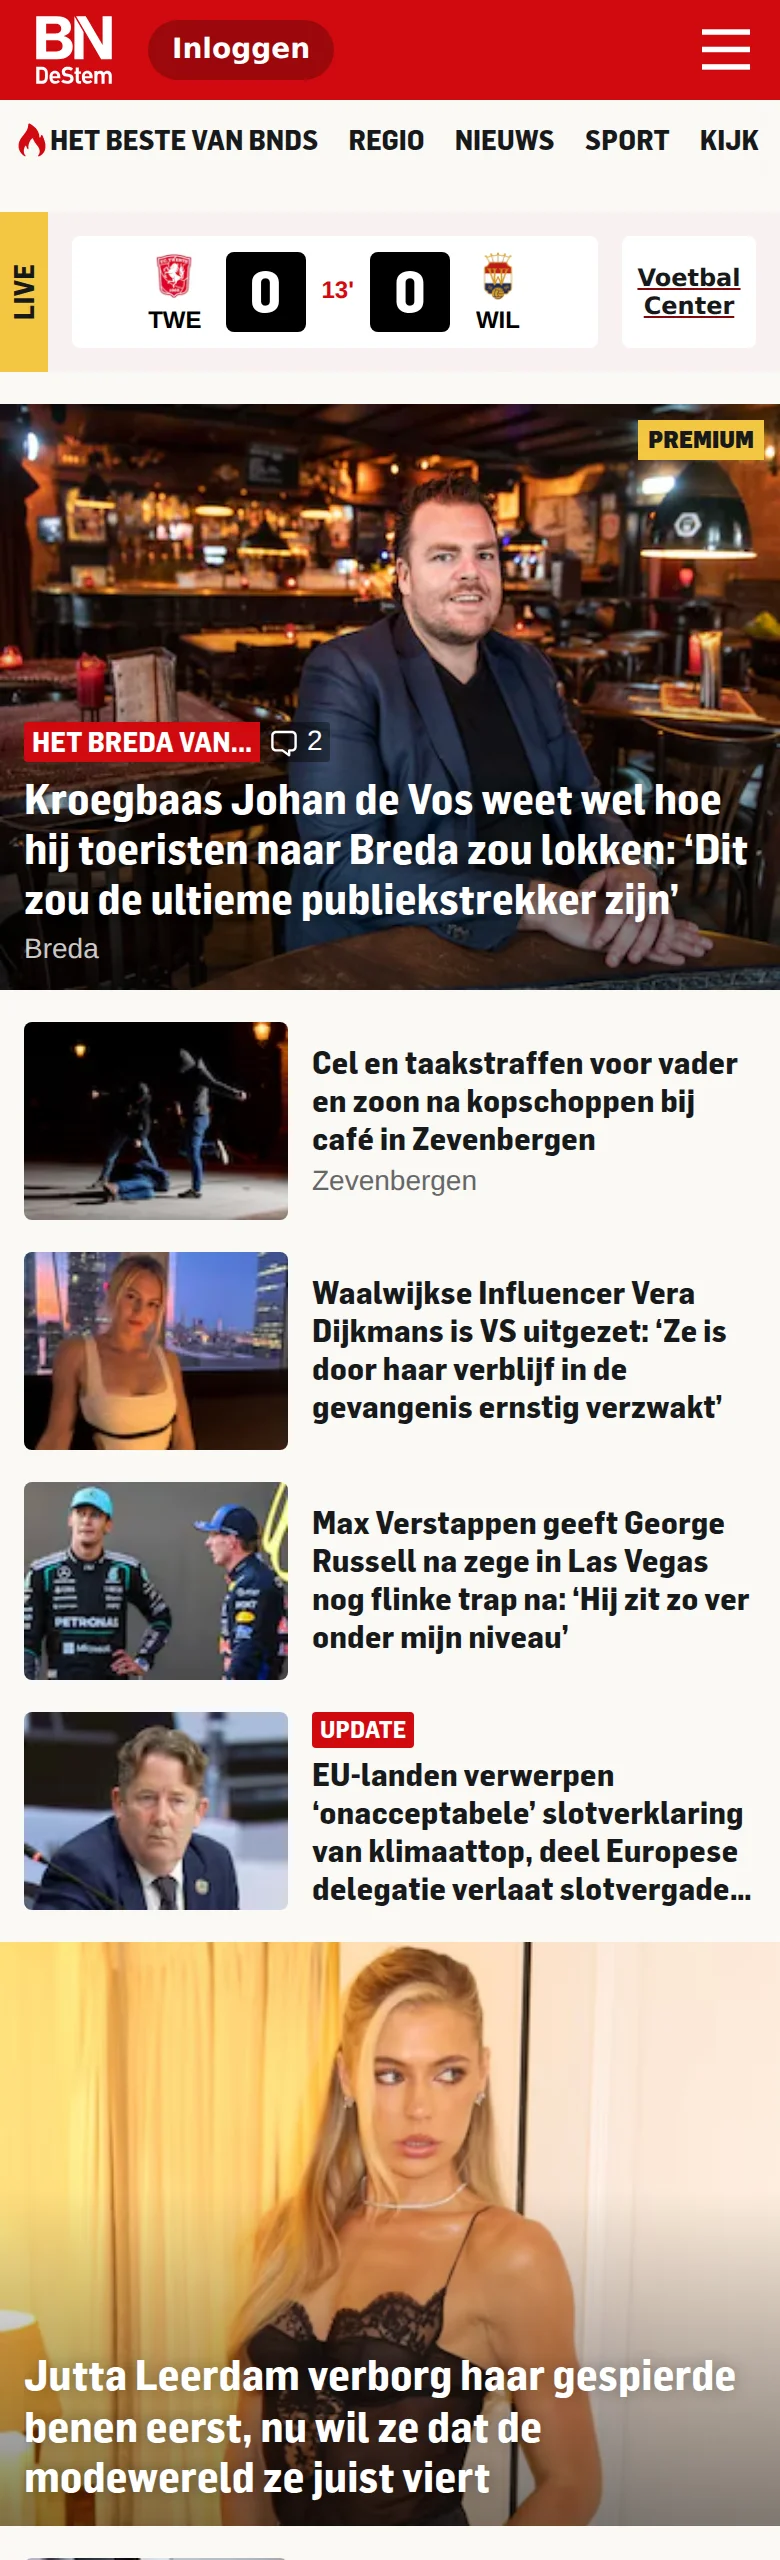 BN
DeStem
Inloggen
HET BESTE VAN BNDS REGIO NIEUWS SPORT KIJK
LIVE
TWE
0
13'
0
WIL
Voetbal
Center
PREMIUM
HET BREDA VAN...
2
Kroegbaas Johan de Vos weet wel hoe
hij toeristen naar Breda zou lokken: ‘Dit
zou de ultieme publiekstrekker zijn’
Breda
Cel en taakstraffen voor vader
en zoon na kopschoppen bij
café in Zevenbergen
Zevenbergen
Waalwijkse Influencer Vera
Dijkmans is VS uitgezet: ‘Ze is
door haar verblijf in de
gevangenis ernstig verzwakt’
PETRONAS
Microsoft
Max Verstappen geeft George
Russell na zege in Las Vegas
nog flinke trap na: ‘Hij zit zo ver
onder mijn niveau’
UPDATE
EU-landen verwerpen
‘onacceptabele’ slotverklaring
van klimaattop, deel Europese
delegatie verlaat slotvergade...
Jutta Leerdam verborg haar gespierde
benen eerst, nu wil ze dat de
modewereld ze juist viert